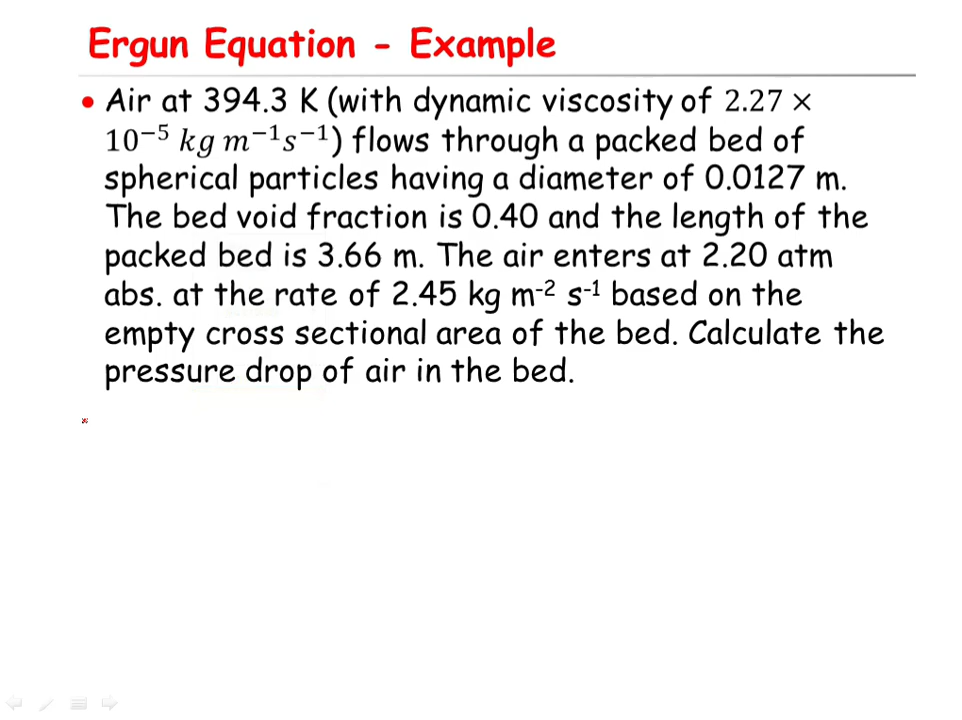 Ergun Equation - Example
• Air at 394.3 K (with dynamic viscosity of 2.27 ×
10⁻⁵ kg m⁻¹s⁻¹) flows through a packed bed of
spherical particles having a diameter of 0.0127 m.
The bed void fraction is 0.40 and the length of the
packed bed is 3.66 m. The air enters at 2.20 atm
abs. at the rate of 2.45 kg m⁻² s⁻¹ based on the
empty cross sectional area of the bed. Calculate the
pressure drop of air in the bed.